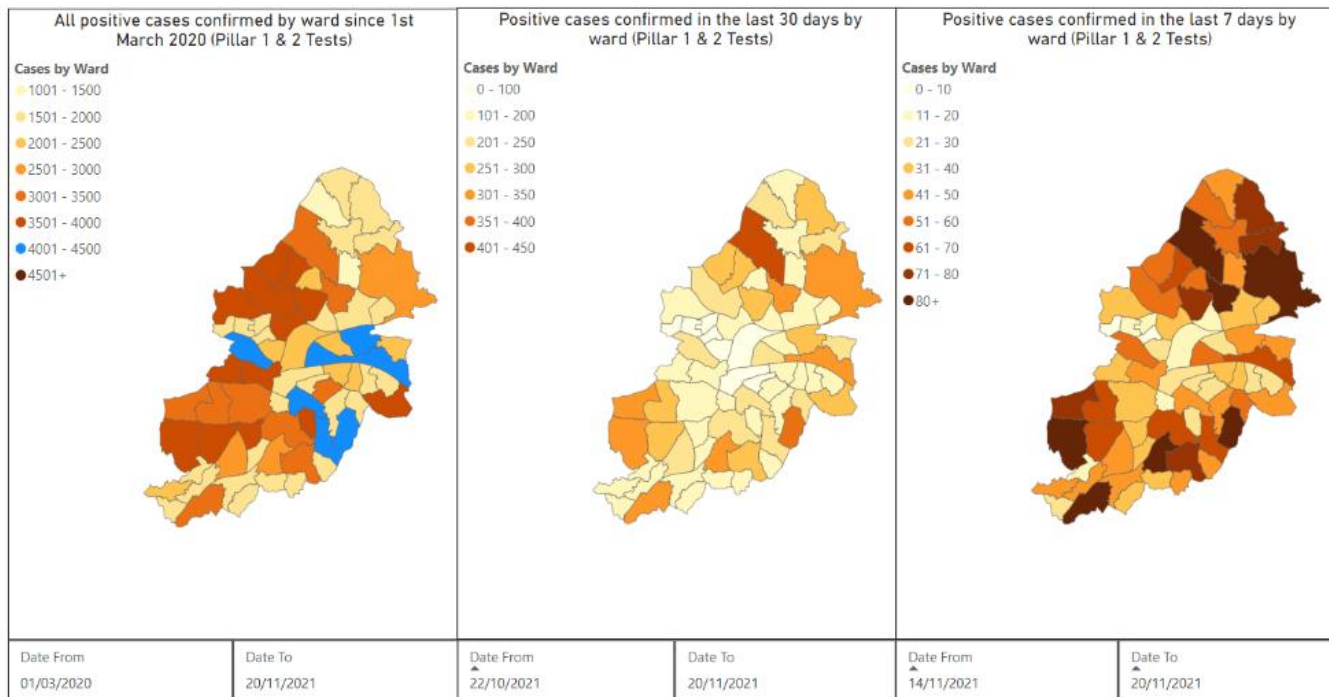 All positive cases confirmed by ward since 1st
March 2020 (Pillar 1 & 2 Tests)
Cases by Ward
1001 - 1500
1501 - 2000
2001 - 2500
2501 - 3000
3001 - 3500
3501 - 4000
4001 - 4500
4501+
Date From
01/03/2020
Date To
20/11/2021
Positive cases confirmed in the last 30 days by
ward (Pillar 1 & 2 Tests)
Cases by Ward
0 - 100
101 - 200
201 - 250
251 - 300
301 - 350
351 - 400
401 - 450
Date From
22/10/2021
Date To
20/11/2021
Positive cases confirmed in the last 7 days by
ward (Pillar 1 & 2 Tests)
Cases by Ward
0 - 10
11 - 20
21 - 30
31 - 40
41 - 50
51 - 60
61 - 70
71 - 80
80+
Date From
14/11/2021
Date To
20/11/2021